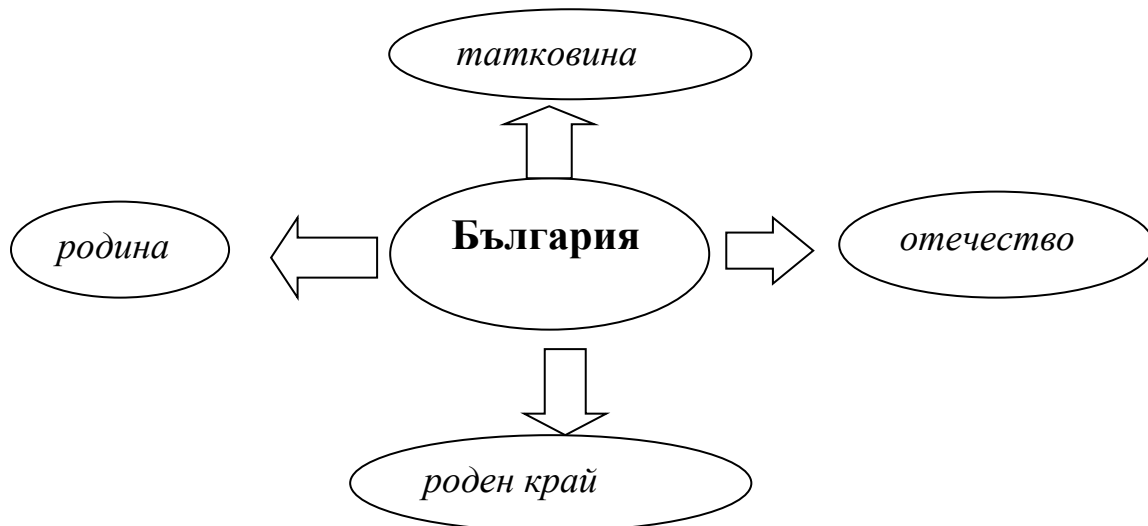 татковина
родина
България
отечество
роден край